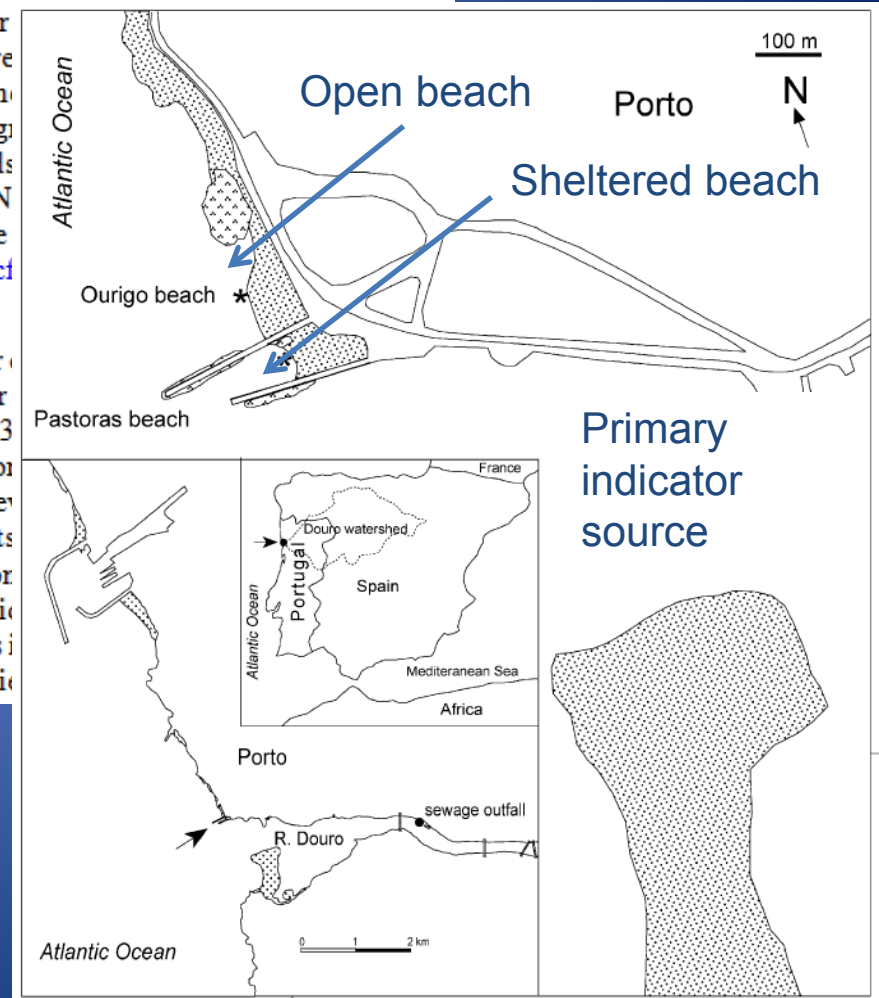 100 m
N
Porto
Atlantic Ocean
Open beach
Sheltered beach
Ourigo beach
Pastoras beach
Primary
indicator
source
France
Douro watershed
Portugal
Spain
Atlantic Ocean
Mediteranean Sea
Africa
Porto
sewage outfall
R. Douro
0 1 2 km
Atlantic Ocean